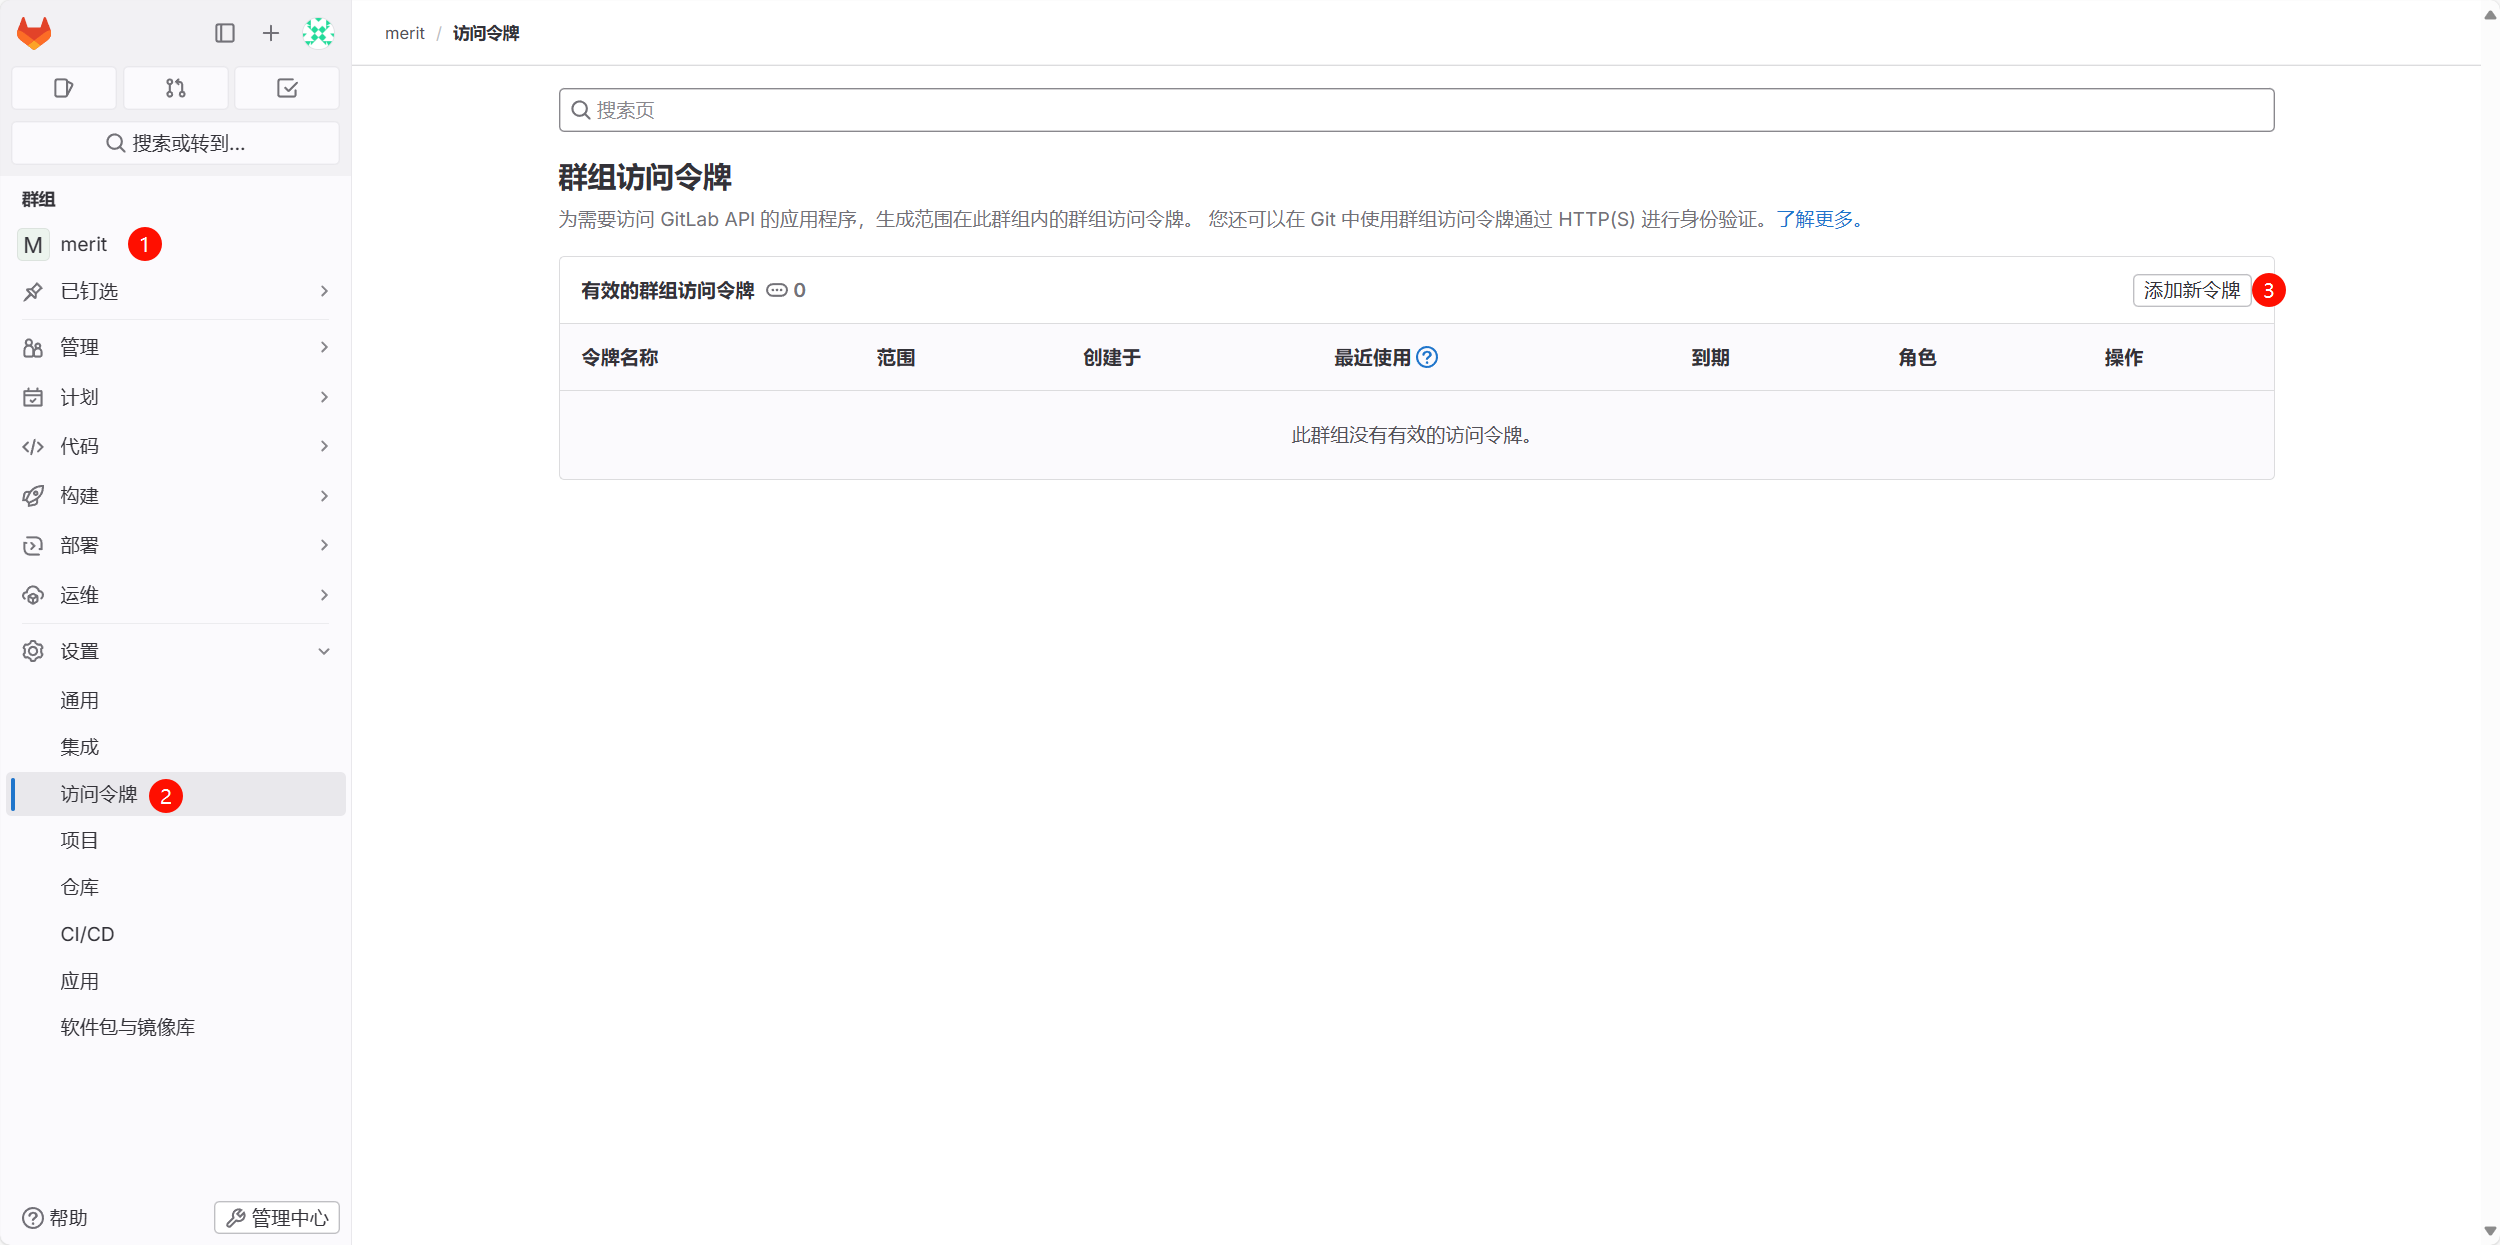 merit / 访问令牌
搜索或转到...
群组
M merit 1
已钉选
管理
计划
代码
构建
部署
运维
设置
通用
集成
访问令牌 2
项目
仓库
CI/CD
应用
软件包与镜像库
帮助
管理中心
搜索页
群组访问令牌
为需要访问 GitLab API 的应用程序，生成范围在此群组内的群组访问令牌。 您还可以在 Git 中使用群组访问令牌通过 HTTP(S) 进行身份验证。了解更多。
有效的群组访问令牌 0 添加新令牌 3
令牌名称 范围 创建于 最近使用 ? 到期 角色 操作
此群组没有有效的访问令牌。